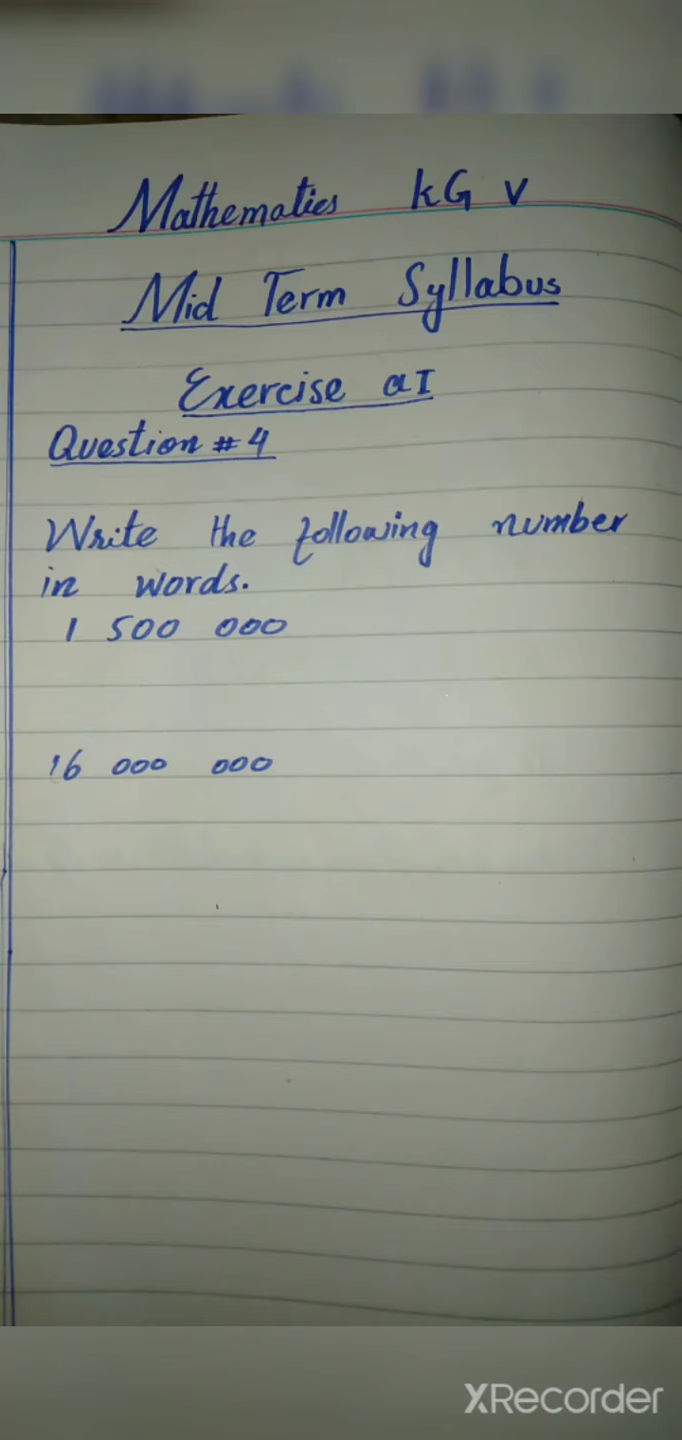 Mathematics KG V
Mid Term Syllabus
Exercise a I
Question # 4
Write the following number
in words.
1 500 000
16 000 000
XRecorder